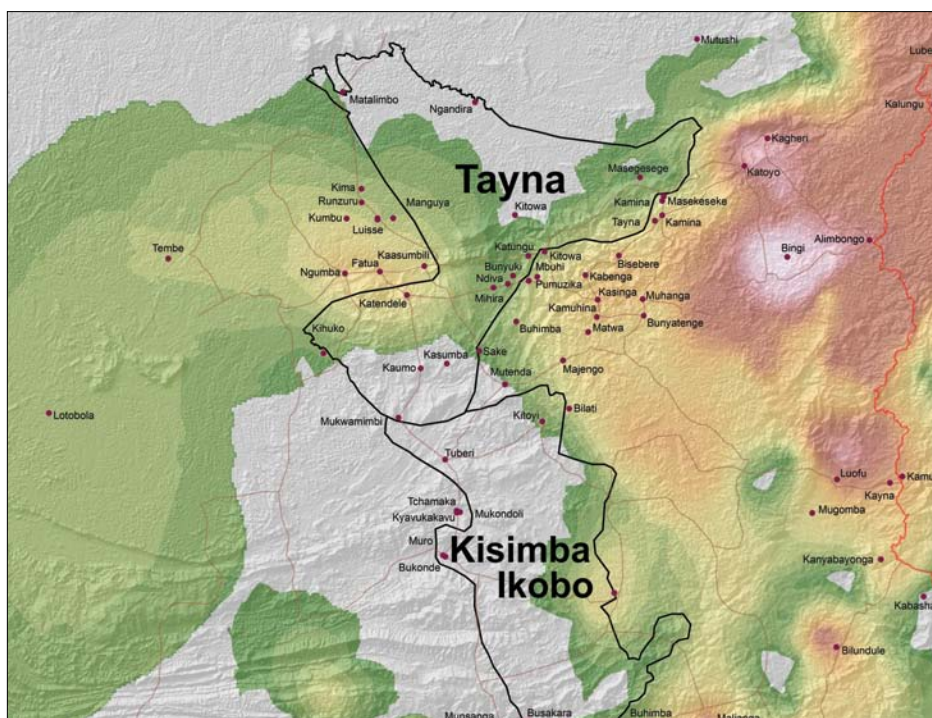 Mutushi
Lube
Matalimbo
Ngandira
Kalungu
Kagheri
Katoyo
Tayna
Masegesege
Kima
Runzuru
Manguya
Kumbu
Luisse
Kitowa
Kamina
Masekeseke
Tayna
Kamina
Alimbongo
Tembe
Kaasumbili
Katungu
Kitowa
Bisebere
Bingi
Ngumba
Fatua
Bunyuki
Mbuhi
Ndiva
Pumuzika
Kabenga
Mihira
Kasinga
Muhanga
Katendele
Kamuhina
Bunyatenge
Kihuko
Buhimba
Matwa
Sake
Kasumba
Kaumo
Majengo
Mutenda
Lotobola
Mukwamimbi
Kitoyi
Bilati
Tuberi
Luofu
Kamu
Kayna
Tchamaka
Kyavukakavu
Mukondoli
Mugomba
Muro
Kisimba
Ikobo
Bukonde
Kanyabayonga
Kabasha
Bilundule
Munsanga
Busakara
Buhimba
Malianga